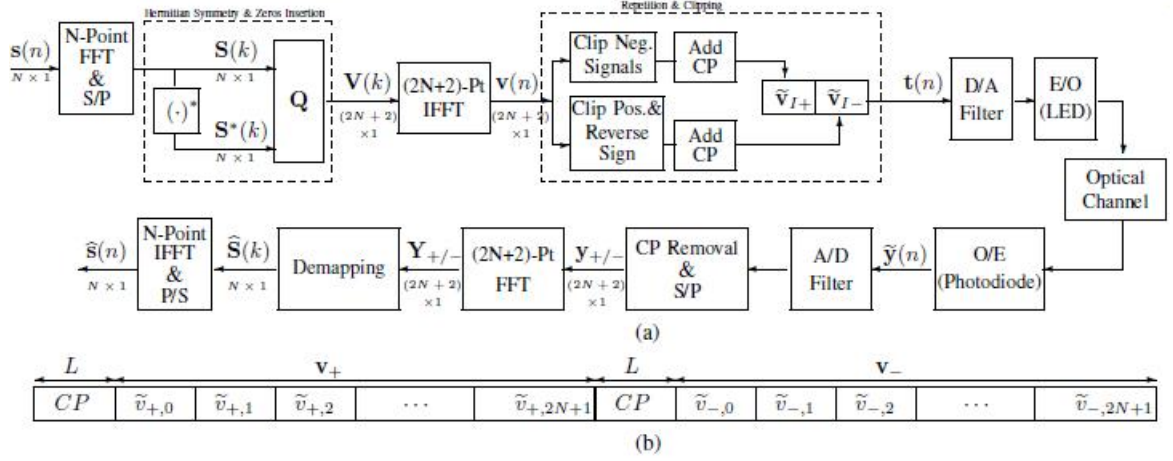 Hermitian Symmetry & Zeros Insertion
Repetition & Clipping
s(n)
N × 1
N-Point
FFT
&
S/P
(·)*
S(k)
N × 1
S*(k)
N × 1
Q
V(k)
(2N + 2)
×1
(2N+2)-Pt
IFFT
v(n)
(2N + 2)
×1
Clip Neg.
Signals
Add
CP
Clip Pos.&
Reverse
Sign
Add
CP
ṽ_{I+}
ṽ_{I−}
t(n)
D/A
Filter
E/O
(LED)
Optical
Channel
ŝ(n)
N × 1
N-Point
IFFT
&
P/S
Ŝ(k)
N × 1
Demapping
Y_{+/−}
(2N + 2)
×1
(2N+2)-Pt
FFT
y_{+/−}
(2N + 2)
×1
CP Removal
&
S/P
A/D
Filter
ỹ(n)
O/E
(Photodiode)
(a)
L v_+ L v_−
CP ṽ_{+,0} ṽ_{+,1} ṽ_{+,2} ··· ṽ_{+,2N+1} CP ṽ_{−,0} ṽ_{−,1} ṽ_{−,2} ··· ṽ_{−,2N+1}
(b)